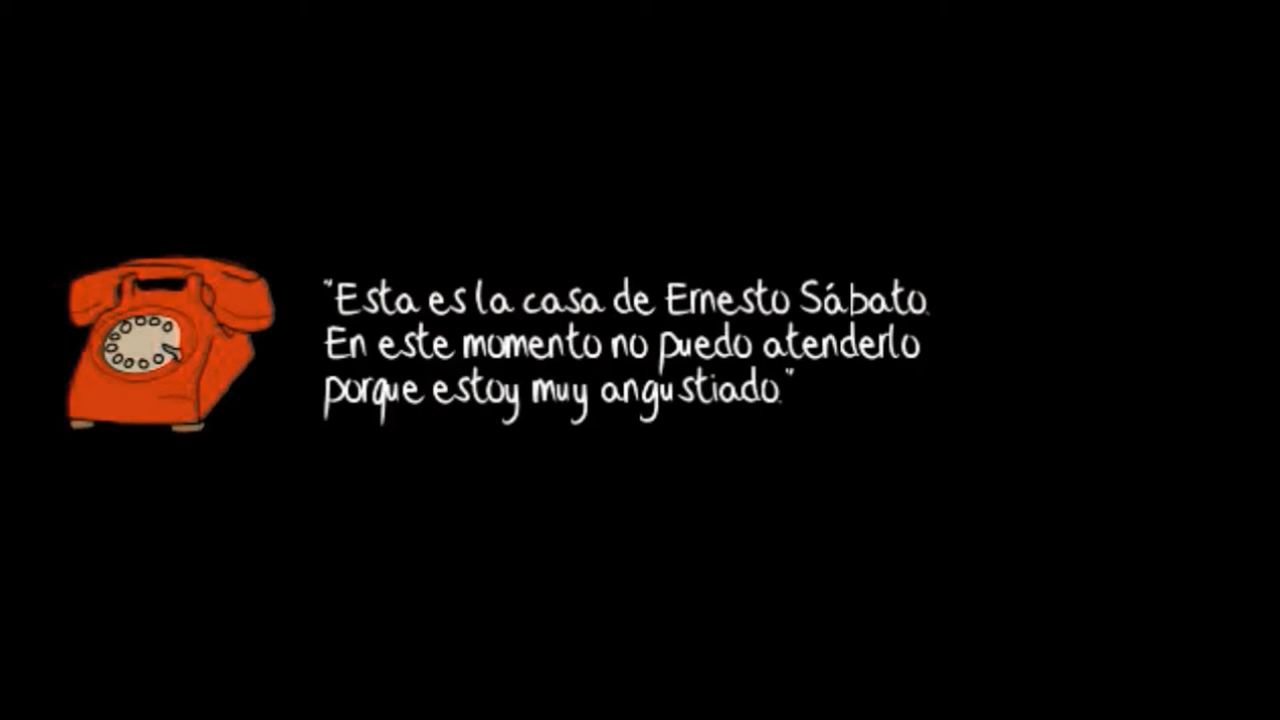 "Esta es la casa de Ernesto Sábato.
En este momento no puedo atenderlo
porque estoy muy angustiado."